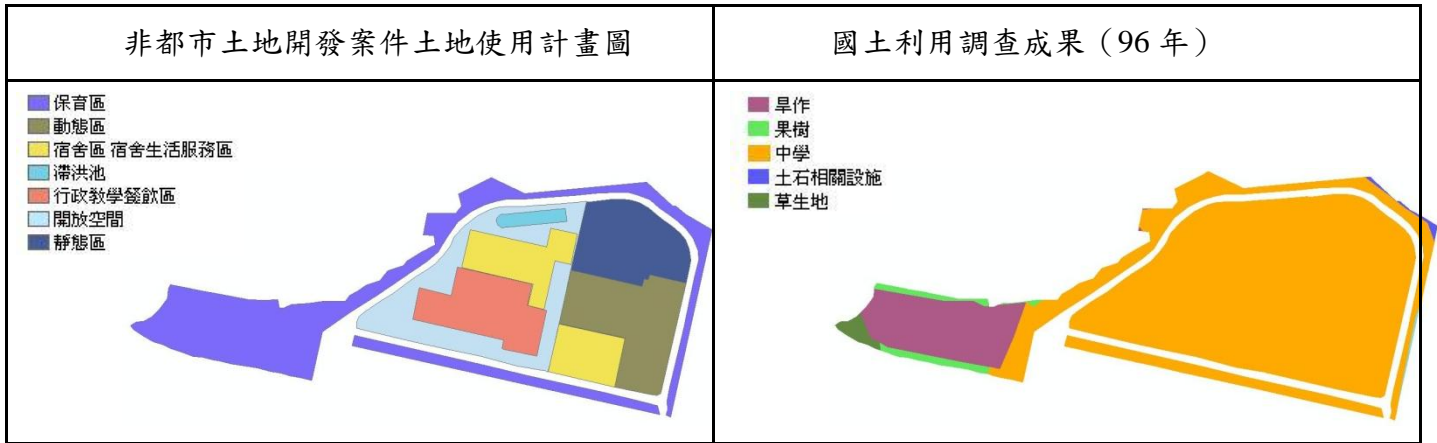 非都市土地開發案件土地使用計畫圖
國土利用調查成果（96 年）
保育區
動態區
宿舍區 宿舍生活服務區
滯洪池
行政教學餐飲區
開放空間
靜態區
旱作
果樹
中學
土石相關設施
草生地